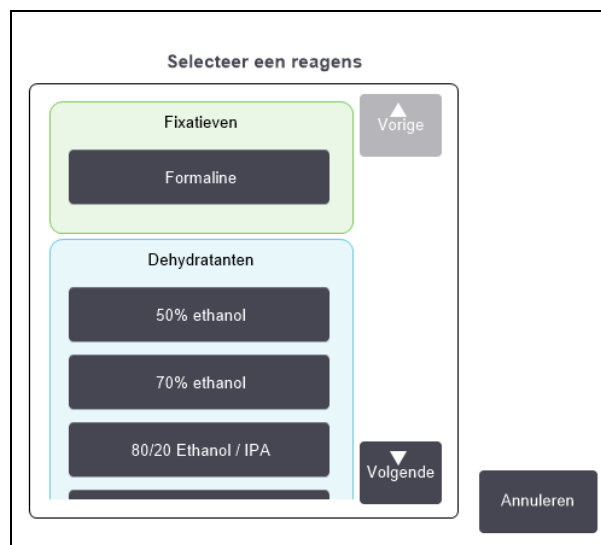 Selecteer een reagens
Fixatieven
Vorige
Formaline
Dehydratanten
50% ethanol
70% ethanol
80/20 Ethanol / IPA
Volgende
Annuleren